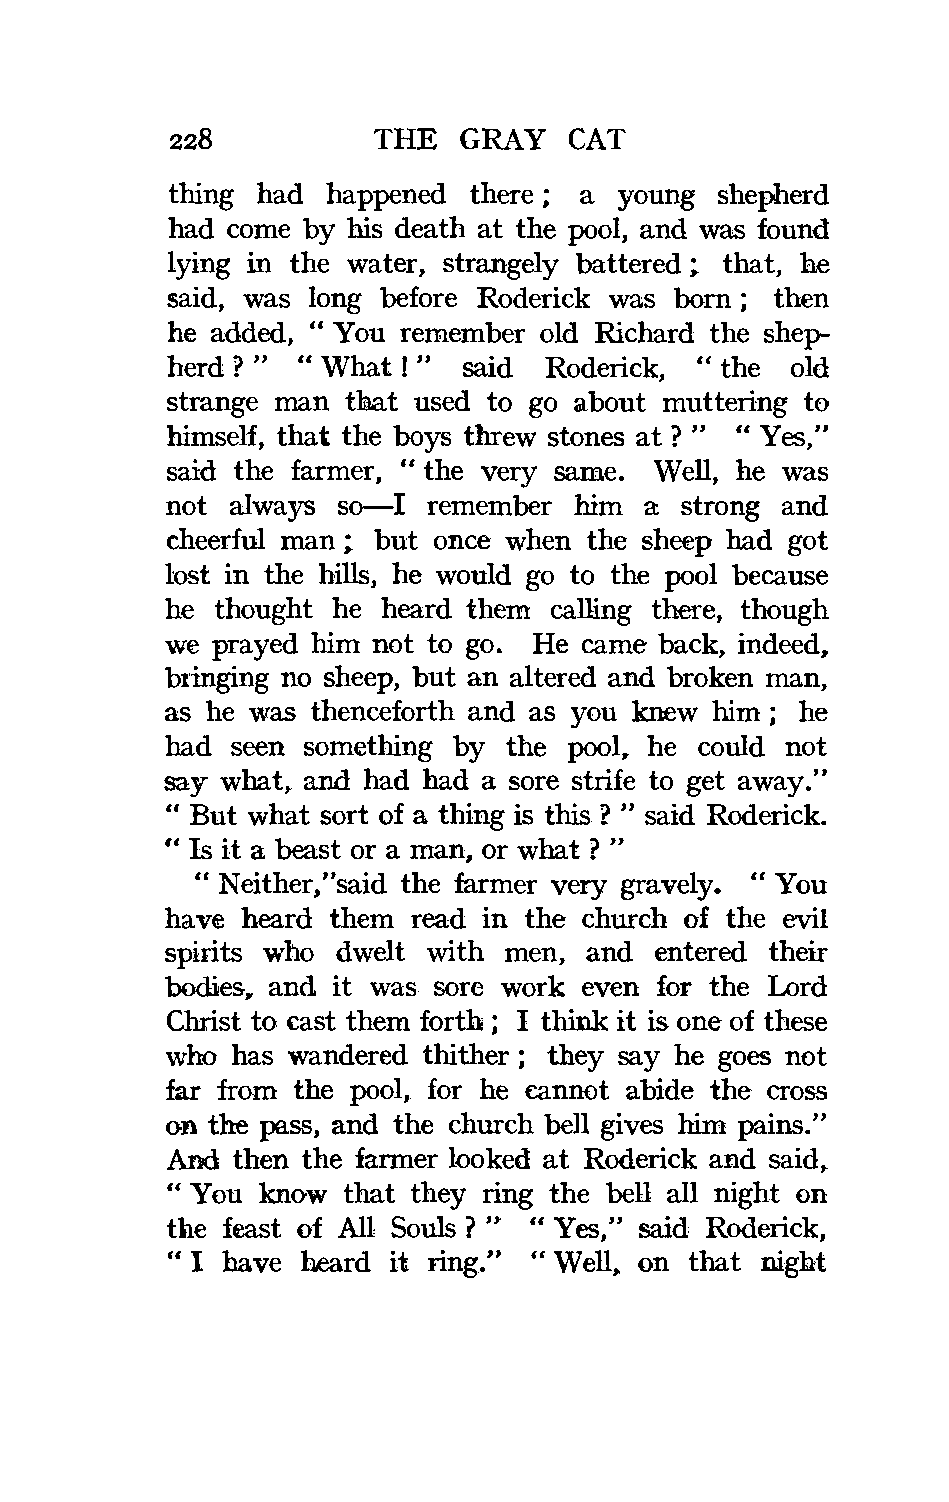 228 THE GRAY CAT
thing had happened there ; a young shepherd
had come by his death at the pool, and was found
lying in the water, strangely battered ; that, he
said, was long before Roderick was born ; then
he added, “ You remember old Richard the shep-
herd ? ” “ What ! ” said Roderick, “ the old
strange man that used to go about muttering to
himself, that the boys threw stones at ? ” “ Yes,”
said the farmer, “ the very same. Well, he was
not always so—I remember him a strong and
cheerful man ; but once when the sheep had got
lost in the hills, he would go to the pool because
he thought he heard them calling there, though
we prayed him not to go. He came back, indeed,
bringing no sheep, but an altered and broken man,
as he was thenceforth and as you knew him ; he
had seen something by the pool, he could not
say what, and had had a sore strife to get away.”
“ But what sort of a thing is this ? ” said Roderick.
“ Is it a beast or a man, or what ? ”
“ Neither,”said the farmer very gravely. “ You
have heard them read in the church of the evil
spirits who dwelt with men, and entered their
bodies, and it was sore work even for the Lord
Christ to cast them forth ; I think it is one of these
who has wandered thither ; they say he goes not
far from the pool, for he cannot abide the cross
on the pass, and the church bell gives him pains.”
And then the farmer looked at Roderick and said,
“ You know that they ring the bell all night on
the feast of All Souls ? ” “ Yes,” said Roderick,
“ I have heard it ring.” “ Well, on that night